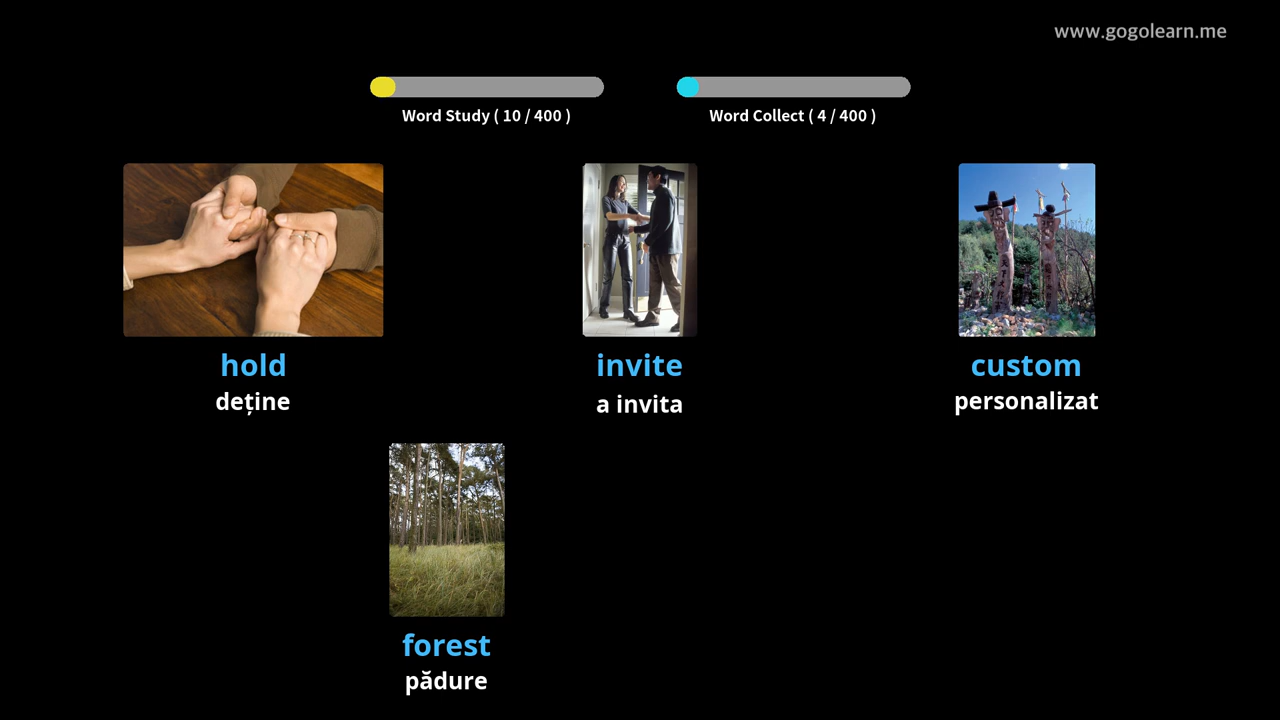 www.gogolearn.me
Word Study ( 10 / 400 )
Word Collect ( 4 / 400 )
hold
deține
invite
a invita
custom
personalizat
forest
pădure